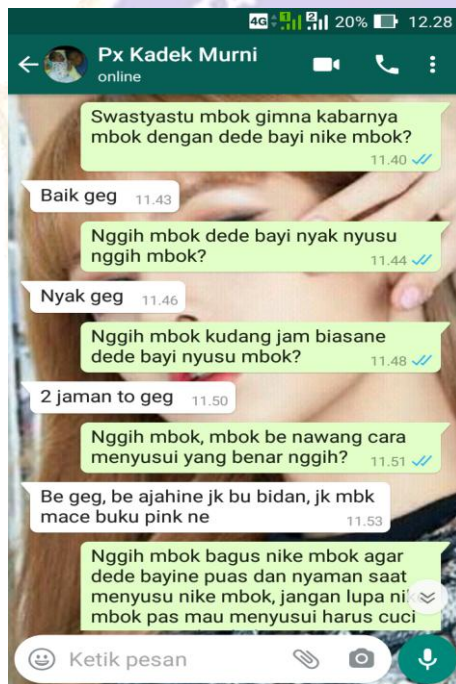 4G 1 2 20% 12.28
Px Kadek Murni
online
Swastyastu mbok gimna kabarnya
mbok dengan dede bayi nike mbok?
11.40
Baik geg 11.43
Nggih mbok dede bayi nyak nyusu
nggih mbok?
11.44
Nyak geg 11.46
Nggih mbok kudang jam biasane
dede bayi nyusu mbok?
11.48
2 jaman to geg 11.50
Nggih mbok, mbok be nawang cara
menyusui yang benar nggih? 11.51
Be geg, be ajahine jk bu bidan, jk mbk
mace buku pink ne
11.53
Nggih mbok bagus nike mbok agar
dede bayine puas dan nyaman saat
menyusu nike mbok, jangan lupa
mbok pas mau menyusui harus cuci
Ketik pesan